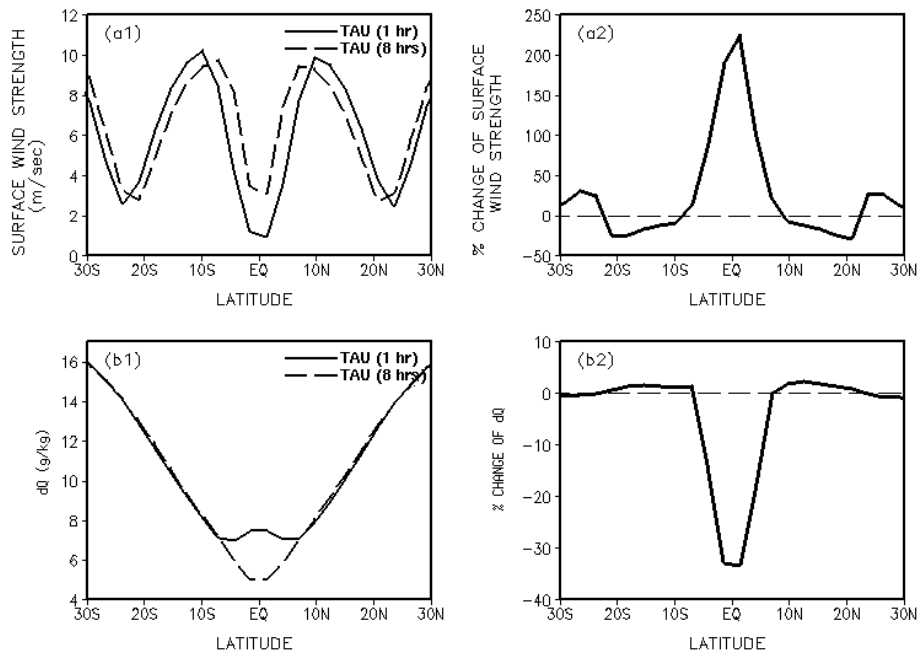 (a1)
TAU (1 hr)
TAU (8 hrs)
SURFACE WIND STRENGTH
(m/sec)
12
10
8
6
4
2
0
30S 20S 10S EQ 10N 20N 30N
LATITUDE
(a2)
% CHANGE OF SURFACE
WIND STRENGTH
250
200
150
100
50
0
-50
30S 20S 10S EQ 10N 20N 30N
LATITUDE
(b1)
TAU (1 hr)
TAU (8 hrs)
dQ (g/kg)
16
14
12
10
8
6
4
30S 20S 10S EQ 10N 20N 30N
LATITUDE
(b2)
% CHANGE OF dQ
10
0
-10
-20
-30
-40
30S 20S 10S EQ 10N 20N 30N
LATITUDE